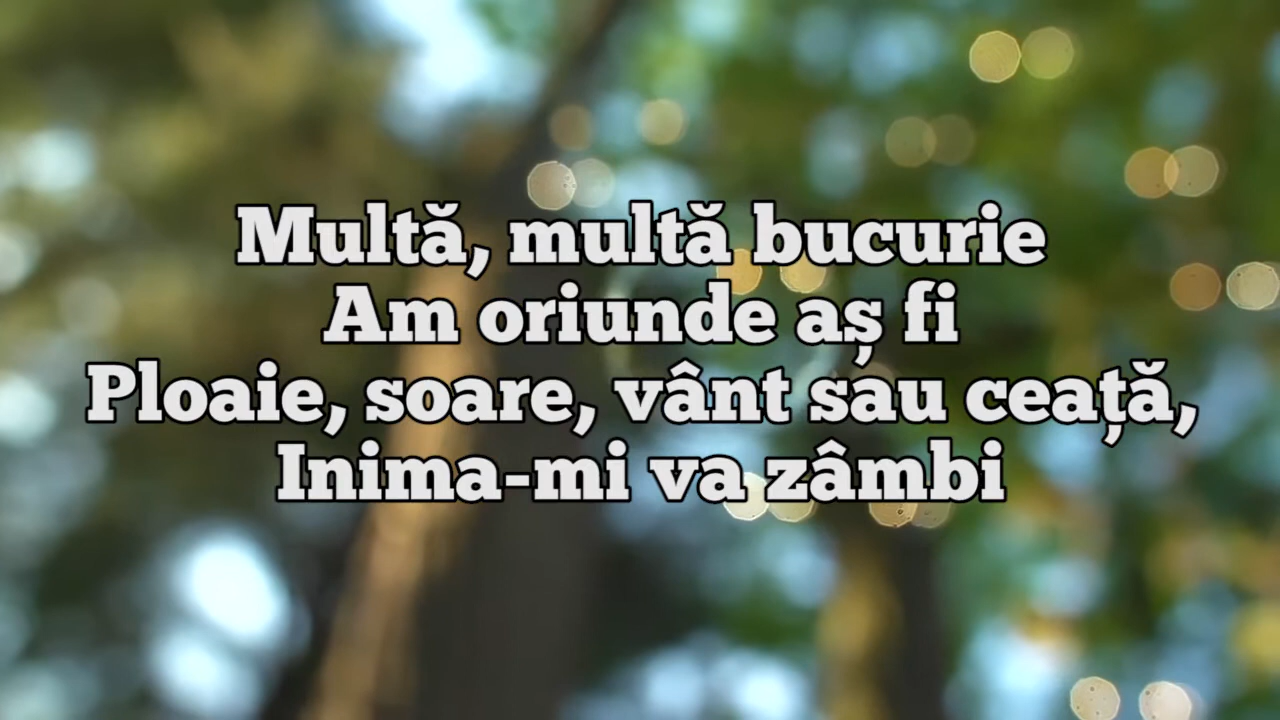 Multă, multă bucurie
Am oriunde aș fi
Ploaie, soare, vânt sau ceață,
Inima-mi va zâmbi